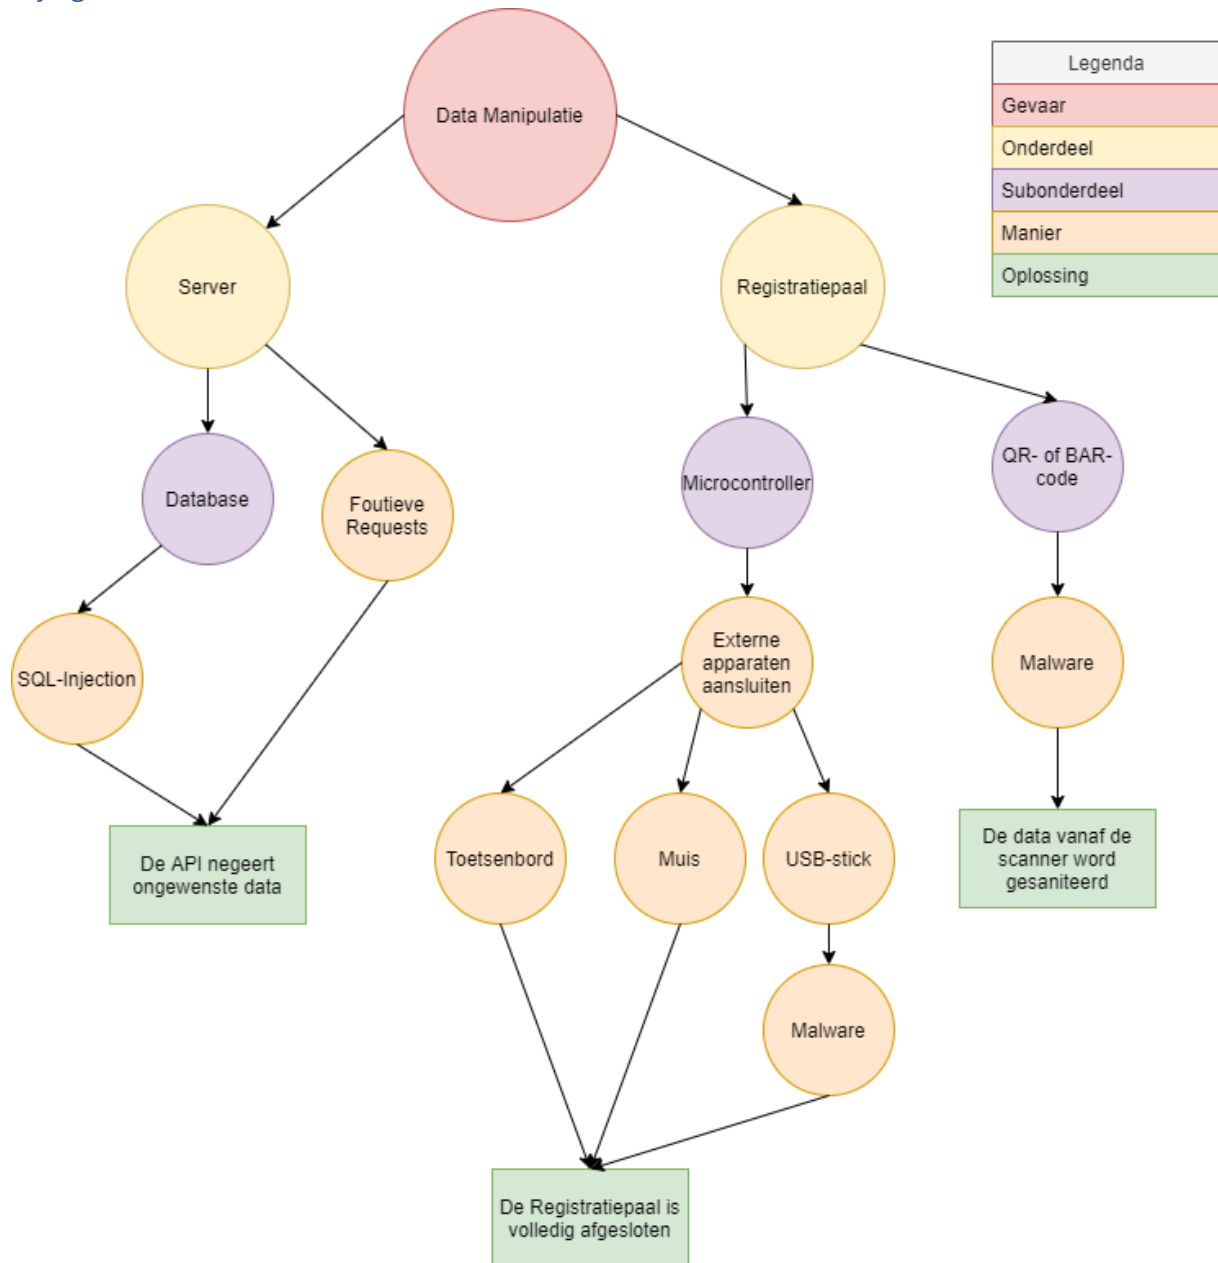 Data Manipulatie
Legenda
Gevaar
Onderdeel
Subonderdeel
Manier
Oplossing
Server
Registratiepaal
Database
Foutieve
Requests
Microcontroller
QR- of BAR-
code
SQL-Injection
Externe
apparaten
aansluiten
Malware
De API negeert
ongewenste data
Toetsenbord
Muis
USB-stick
De data vanaf de
scanner word
gesaniteerd
Malware
De Registratiepaal is
volledig afgesloten